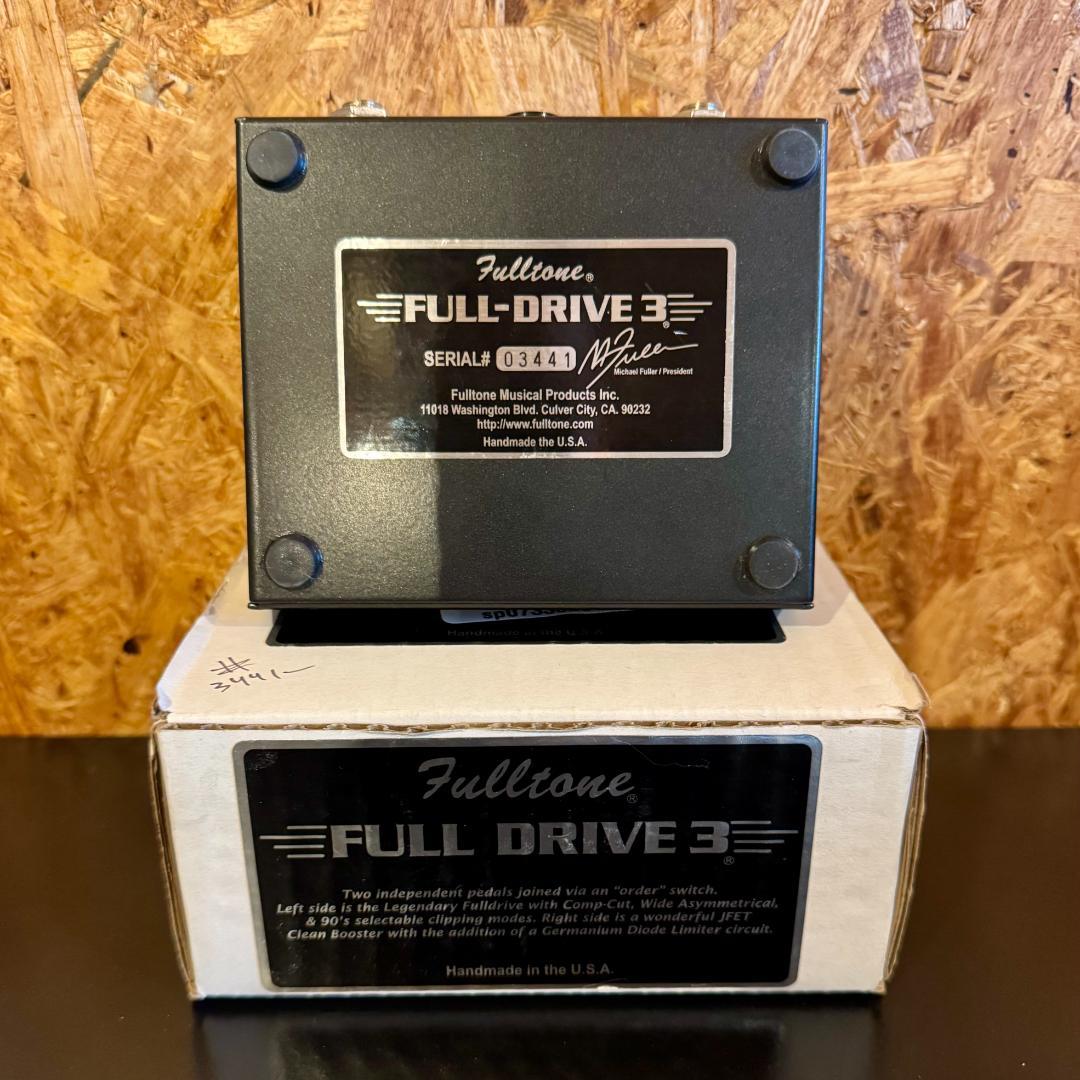 Fulltone®
FULL-DRIVE 3®
SERIAL# 03441
Michael Fuller / President
Fulltone Musical Products Inc.
11018 Washington Blvd. Culver City, CA. 90232
http://www.fulltone.com
Handmade the U.S.A.
Handmade in the U.S.A.
#
3441
Fulltone®
FULL DRIVE 3®
Two independent pedals joined via an "order" switch.
Left side is the Legendary Fulldrive with Comp-Cut, Wide Asymmetrical,
& 90's selectable clipping modes. Right side is a wonderful JFET
Clean Booster with the addition of a Germanium Diode Limiter circuit.
Handmade in the U.S.A.